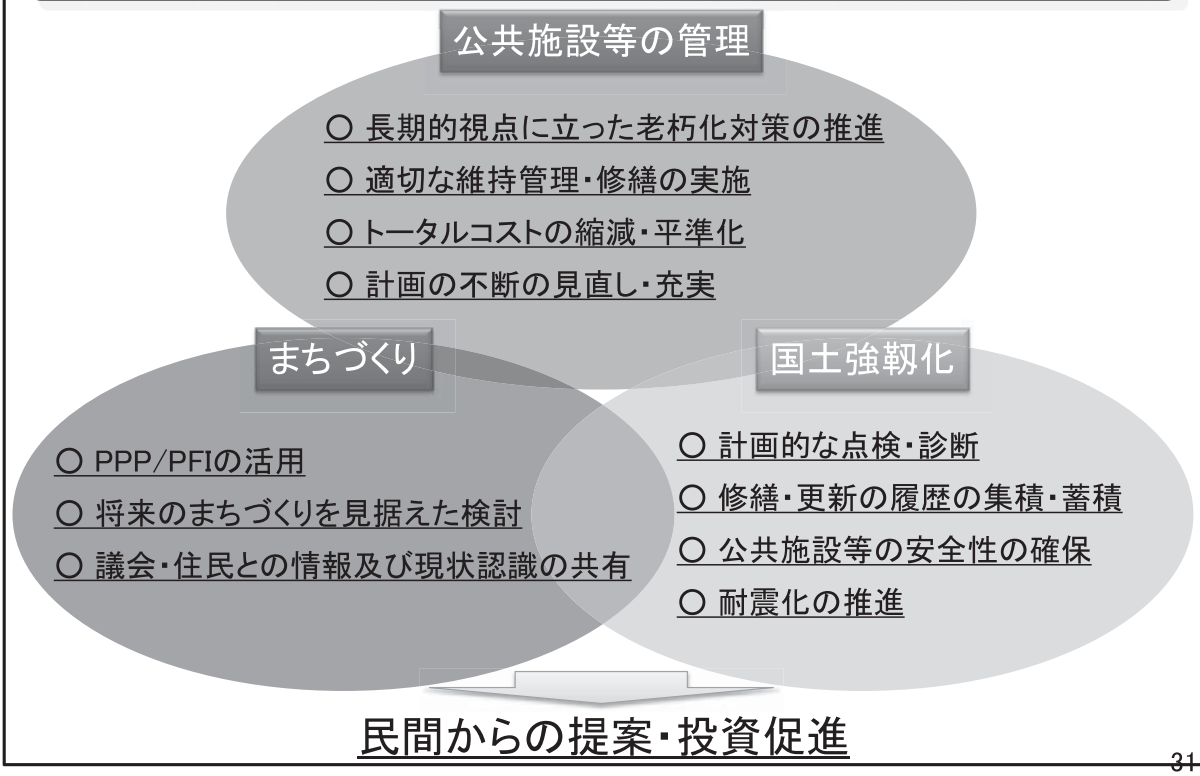 公共施設等の管理
○ 長期的視点に立った老朽化対策の推進
○ 適切な維持管理・修繕の実施
○ トータルコストの縮減・平準化
○ 計画の不断の見直し・充実
まちづくり
○ PPP/PFIの活用
○ 将来のまちづくりを見据えた検討
○ 議会・住民との情報及び現状認識の共有
国土強靱化
○ 計画的な点検・診断
○ 修繕・更新の履歴の集積・蓄積
○ 公共施設等の安全性の確保
○ 耐震化の推進
民間からの提案・投資促進
31